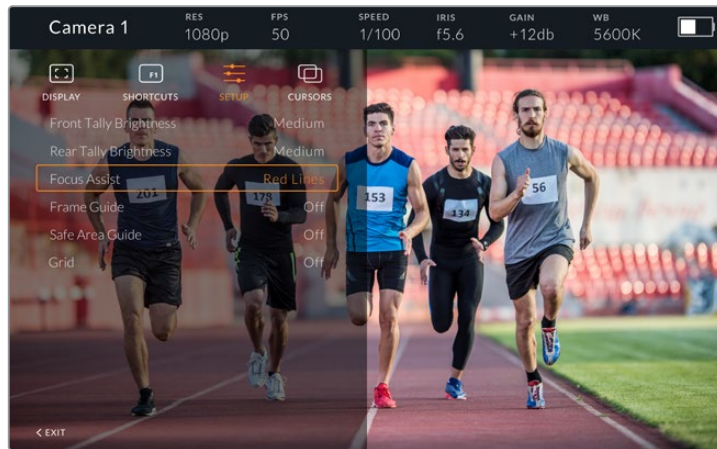 Camera 1
RES FPS SPEED IRIS GAIN WB
1080p 50 1/100 f5.6 +12db 5600K
F1
DISPLAY SHORTCUTS SETUP CURSORS
Front Tally Brightness Medium
Rear Tally Brightness Medium
Focus Assist Red Lines
Frame Guide Off
Safe Area Guide Off
Grid Off
201
178
153
134
56
< EXIT